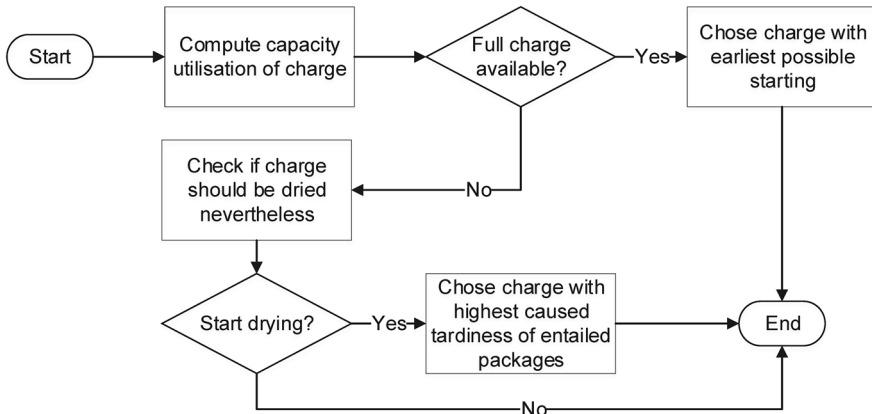 Start
Compute capacity
utilisation of charge
Full charge
available?
Yes
Chose charge with
earliest possible
starting
Check if charge
should be dried
nevertheless
No
Start drying?
Yes
Chose charge with
highest caused
tardiness of entailed
packages
End
No